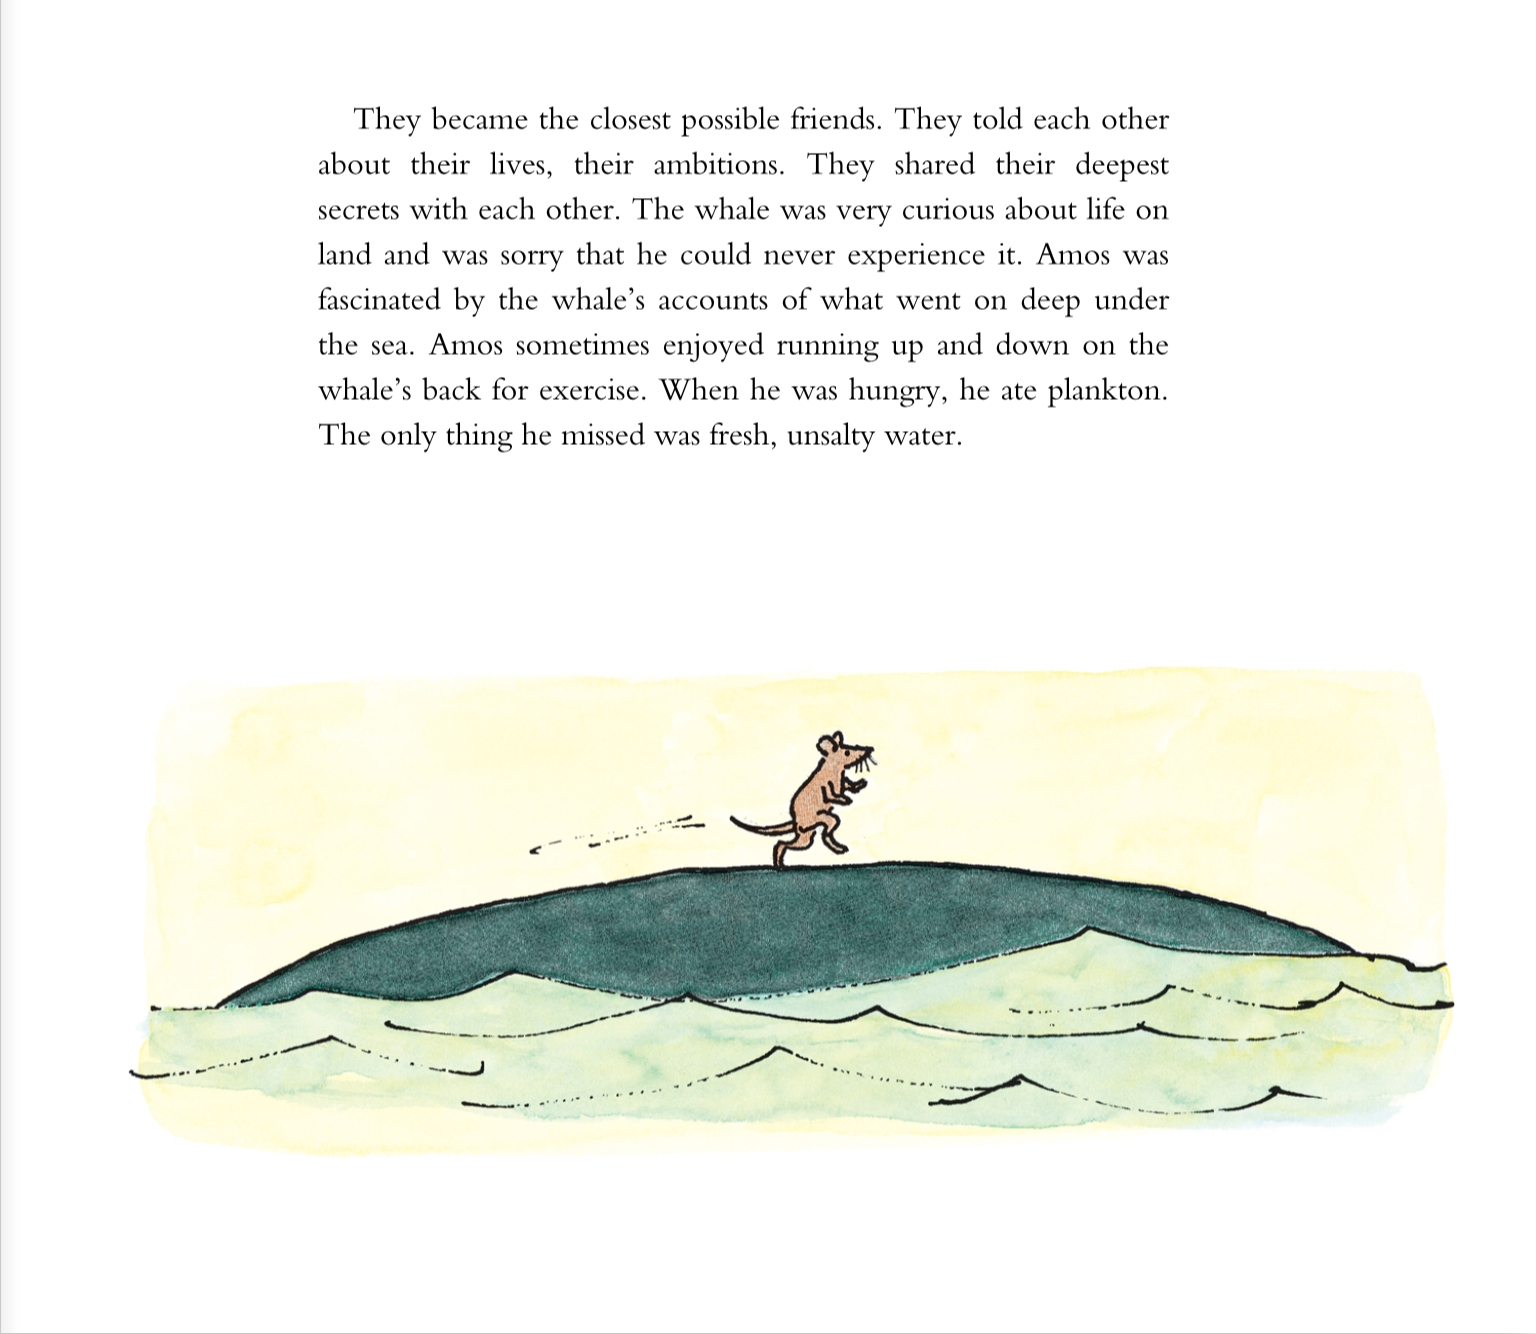 They became the closest possible friends. They told each other
about their lives, their ambitions. They shared their deepest
secrets with each other. The whale was very curious about life on
land and was sorry that he could never experience it. Amos was
fascinated by the whale’s accounts of what went on deep under
the sea. Amos sometimes enjoyed running up and down on the
whale’s back for exercise. When he was hungry, he ate plankton.
The only thing he missed was fresh, unsalty water.